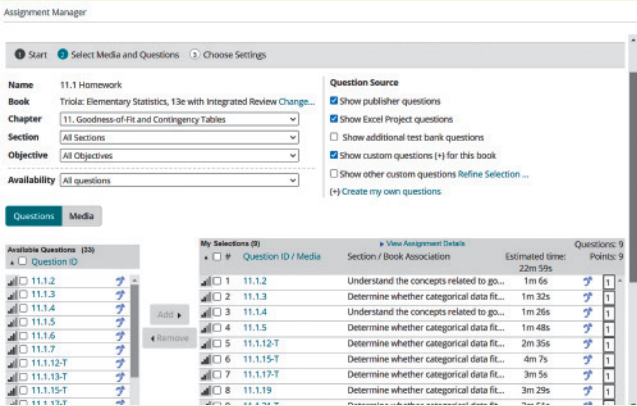 Assignment Manager
1 Start 2 Select Media and Questions 3 Choose Settings
Name 11.1 Homework
Book Triola: Elementary Statistics, 13e with Integrated Review Change...
Chapter 11. Goodness-of-Fit and Contingency Tables
Section All Sections
Objective All Objectives
Availability All questions
Question Source
Show publisher questions
Show Excel Project questions
Show additional test bank questions
Show custom questions (+) for this book
Show other custom questions Refine Selection ...
(+) Create my own questions
Questions Media
Available Questions (33)
Question ID
11.1.2
11.1.3
11.1.4
11.1.5
11.1.6
11.1.7
11.1.12-T
11.1.13-T
11.1.15-T
11.1.17-T
Add
Remove
My Selections (9) View Assignment Details Questions: 9
# Question ID / Media Section / Book Association Estimated time: 22m 59s Points: 9
1 11.1.2 Understand the concepts related to go... 1m 6s 1
2 11.1.3 Determine whether categorical data fit... 1m 32s 1
3 11.1.4 Understand the concepts related to go... 1m 26s 1
4 11.1.5 Determine whether categorical data fit... 1m 48s 1
5 11.1.12-T Determine whether categorical data fit... 2m 35s 1
6 11.1.15-T Determine whether categorical data fit... 4m 7s 1
7 11.1.17-T Determine whether categorical data fit... 3m 5s 1
8 11.1.19 Determine whether categorical data fit... 3m 29s 1